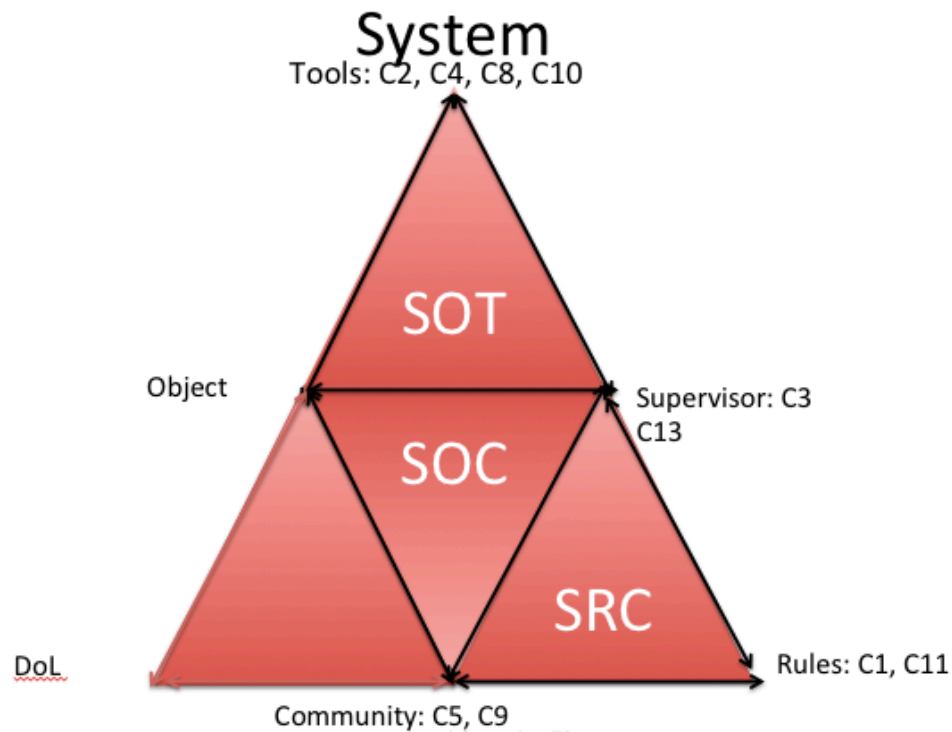 System
Tools: C2, C4, C8, C10
SOT
Object
Supervisor: C3
C13
SOC
SRC
DoL
Rules: C1, C11
Community: C5, C9